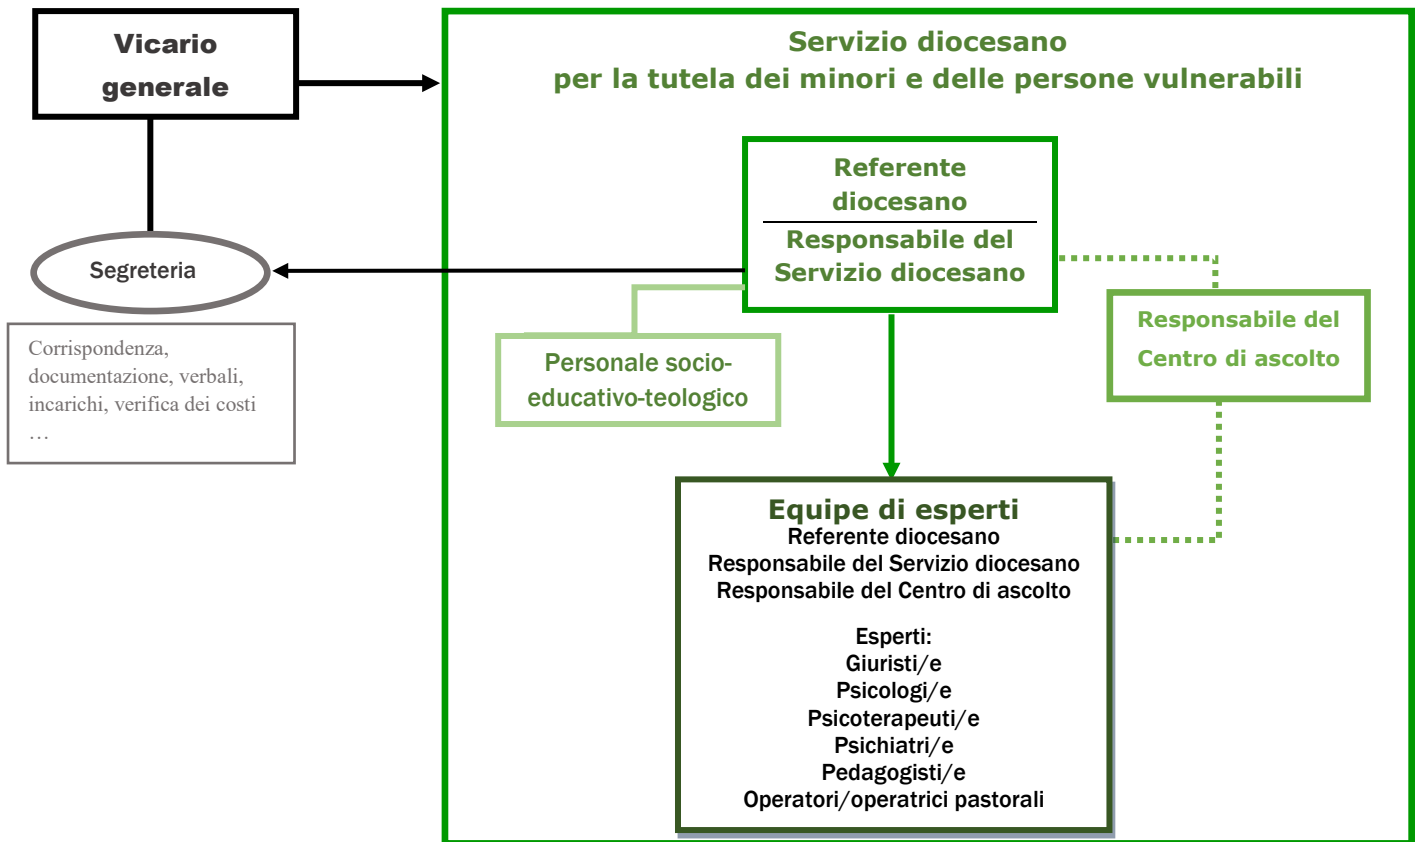 Vicario
generale
Servizio diocesano
per la tutela dei minori e delle persone vulnerabili
Referente
diocesano
Responsabile del
Servizio diocesano
Segreteria
Corrispondenza,
documentazione, verbali,
incarichi, verifica dei costi
…
Personale socio-
educativo-teologico
Responsabile del
Centro di ascolto
Equipe di esperti
Referente diocesano
Responsabile del Servizio diocesano
Responsabile del Centro di ascolto
Esperti:
Giuristi/e
Psicologi/e
Psicoterapeuti/e
Psichiatri/e
Pedagogisti/e
Operatori/operatrici pastorali